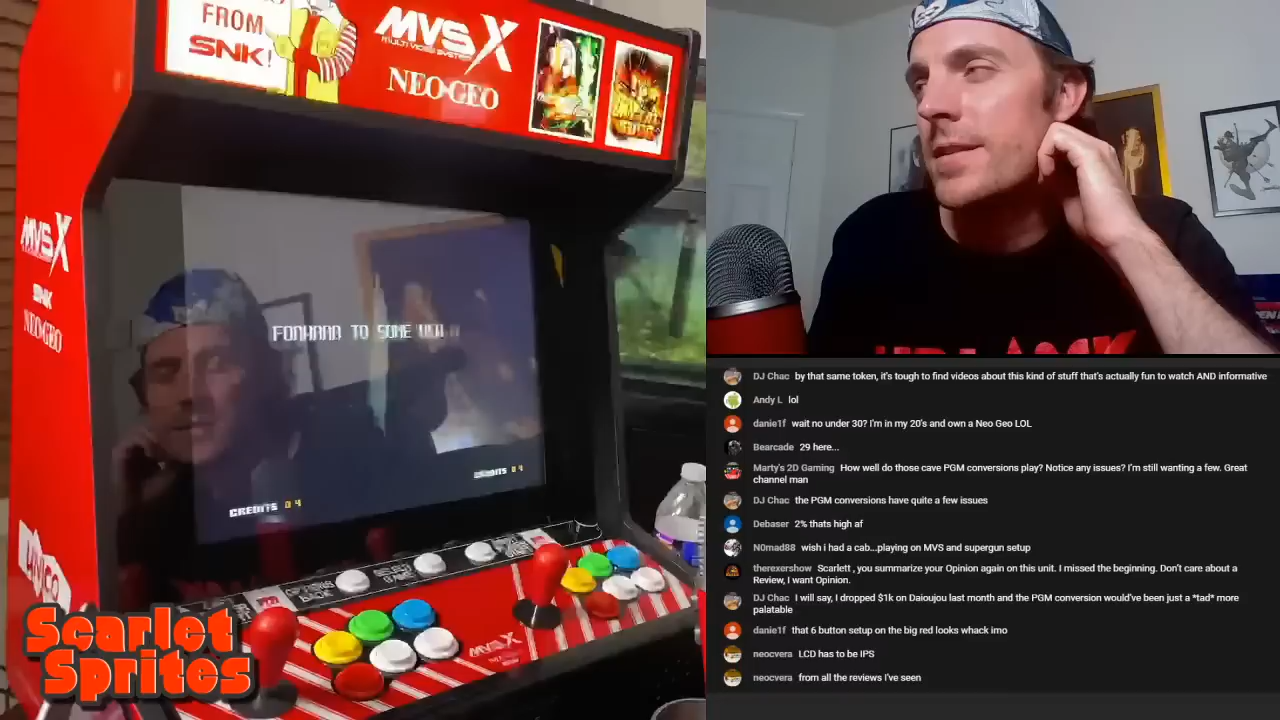 FROM
SNK!
MVSX
MULTI VIDEO SYSTEM
NEO·GEO
MVSX
SNK
NEO·GEO
TO SOME
CREDITS 04
CREDITS 04
SELECT
GAME
MVSX
UNICO
Scarlet
Sprites
DJ Chac by that same token, it's tough to find videos about this kind of stuff that's actually fun to watch AND informative
Andy L lol
danie1f wait no under 30? I'm in my 20's and own a Neo Geo LOL
Bearcade 29 here...
Marty's 2D Gaming How well do those cave PGM conversions play? Notice any issues? I'm still wanting a few. Great
channel man
DJ Chac the PGM conversions have quite a few issues
Debaser 2% thats high af
N0mad88 wish i had a cab...playing on MVS and supergun setup
therexershow Scarlett , you summarize your Opinion again on this unit. I missed the beginning. Don't care about a
Review, I want Opinion.
DJ Chac I will say, I dropped $1k on Daioujou last month and the PGM conversion would've been just a *tad* more
palatable
danie1f that 6 button setup on the big red looks whack imo
neocvera LCD has to be IPS
neocvera from all the reviews I've seen